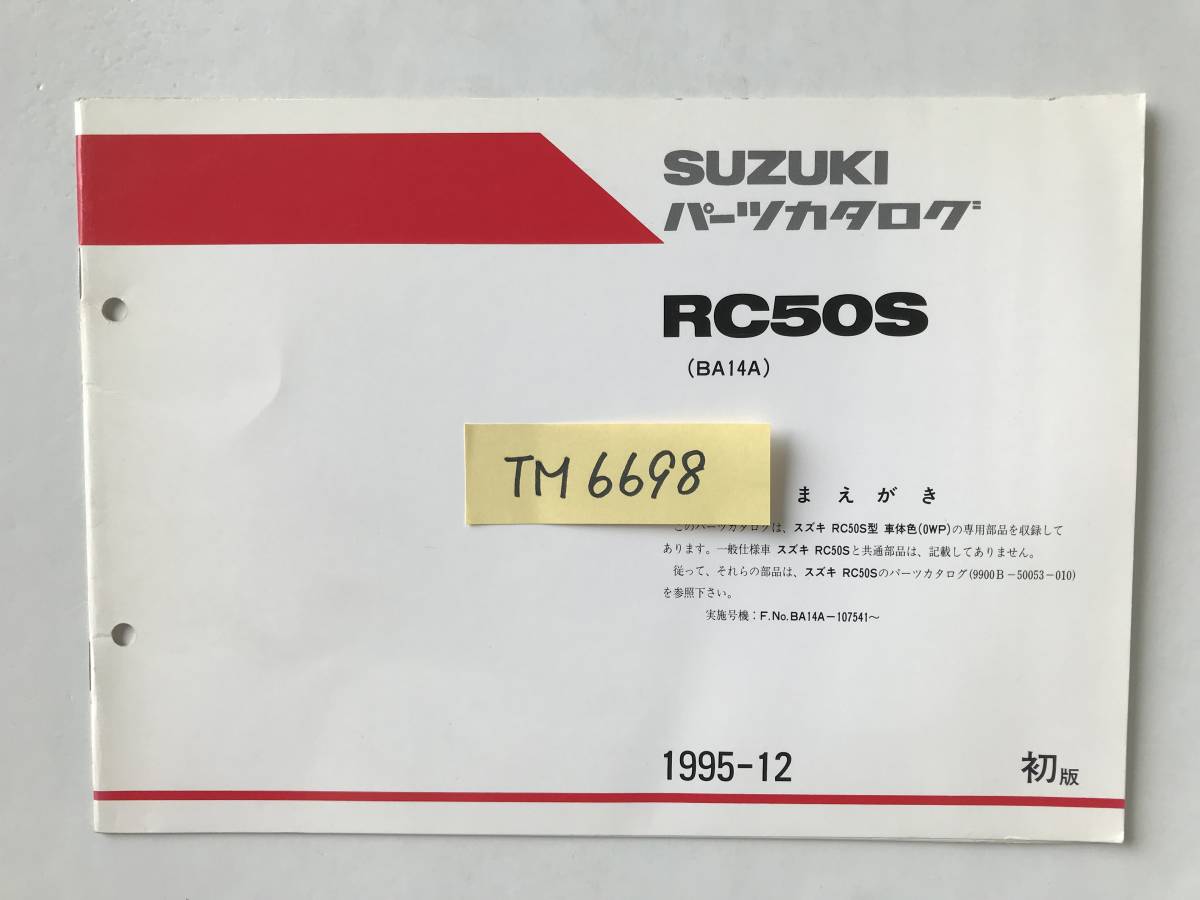 SUZUKI
パーツカタログ
RC50S
(BA14A)
TM 6698
まえがき
このパーツカタログは、スズキ RC50S型 車体色(0WP)の専用部品を収録して
あります。一般仕様車 スズキ RC50Sと共通部品は、記載してありません。
従って、それらの部品は、スズキ RC50Sのパーツカタログ(9900B-50053-010)
を参照下さい。
実施号機：F.No.BA14A-107541～
1995-12
初版